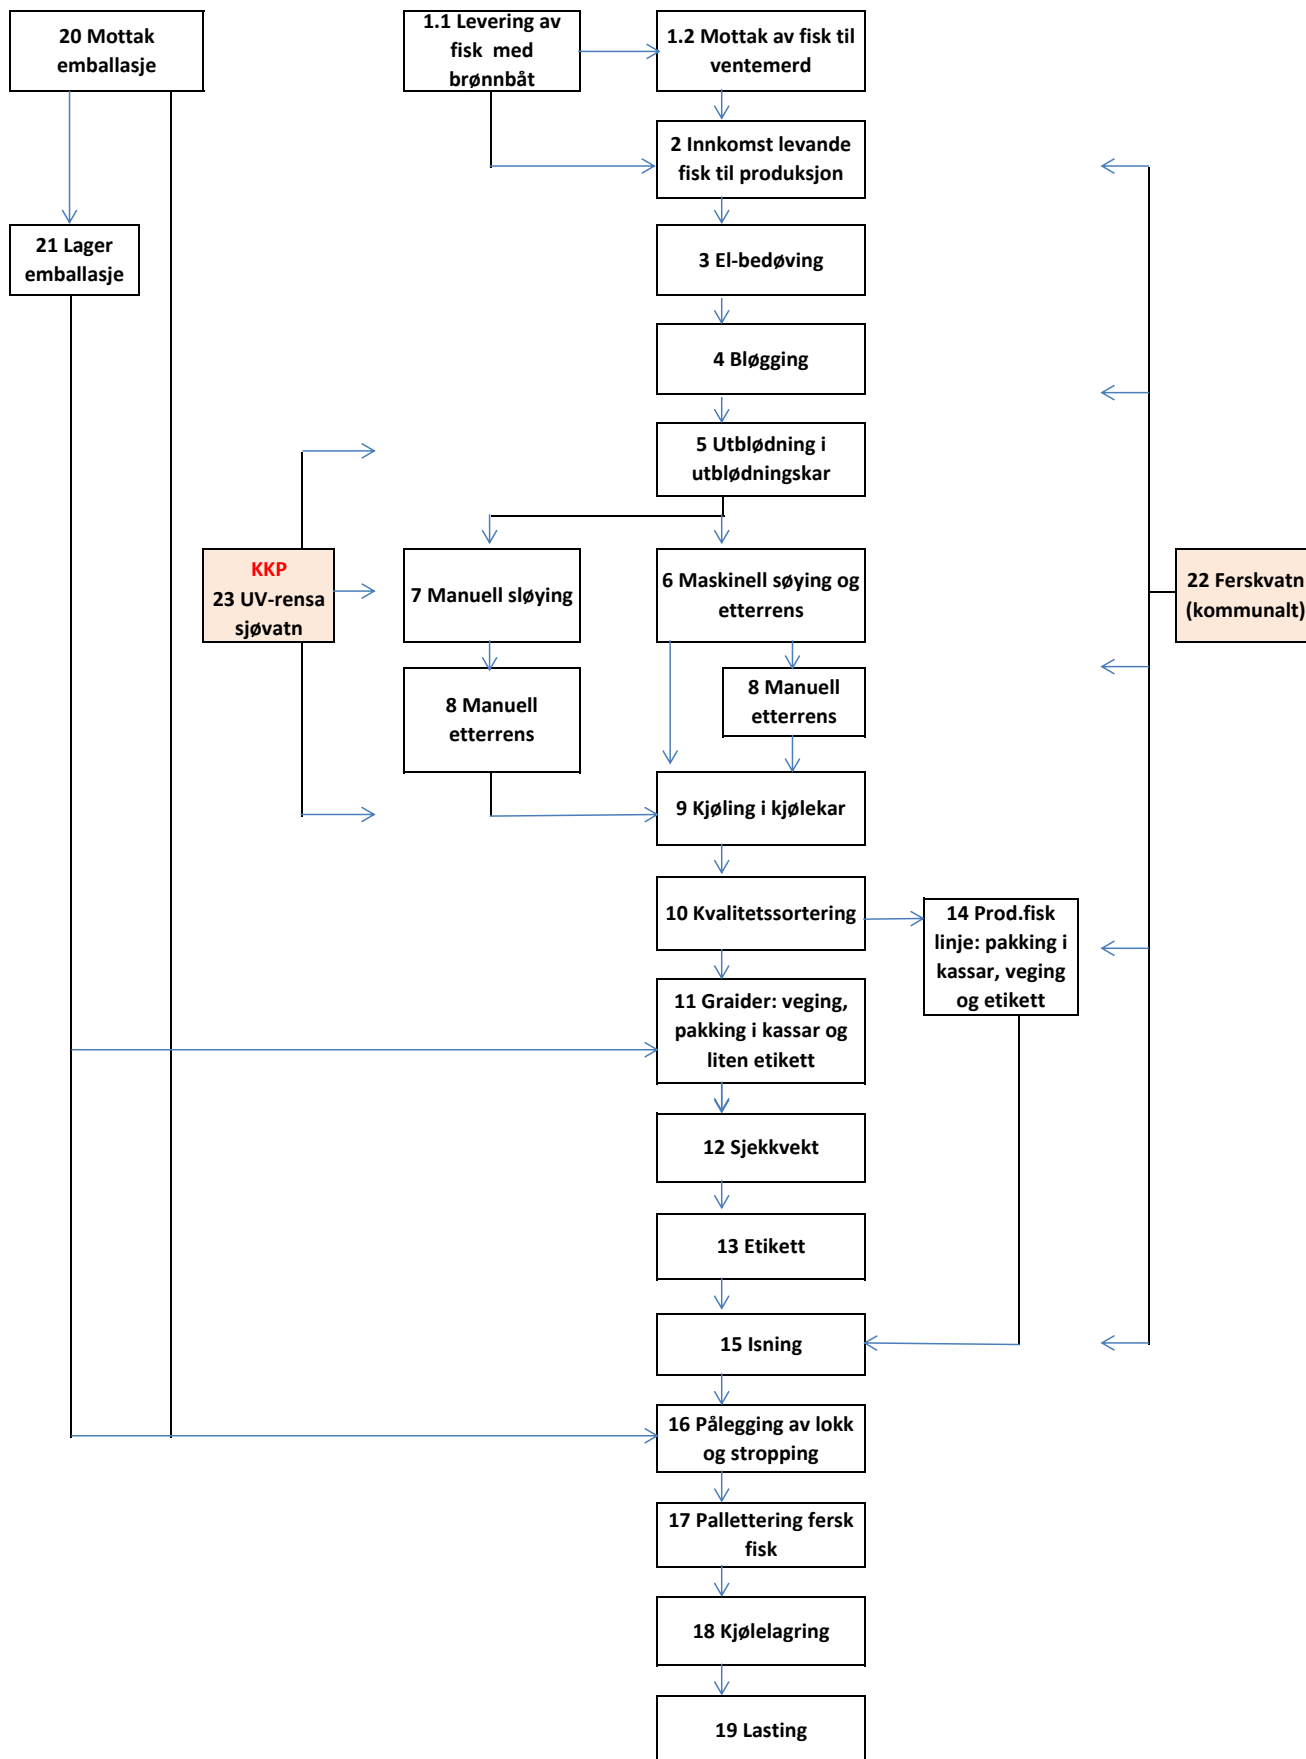 20 Mottak
emballasje
1.1 Levering av
fisk med
brønnbåt
1.2 Mottak av fisk til
ventemerd
2 Innkomst levande
fisk til produksjon
21 Lager
emballasje
3 El-bedøving
4 Bløgging
5 Utblødning i
utblødningskar
KKP
23 UV-rensa
sjøvatn
7 Manuell sløying
6 Maskinell søying og
etterrens
22 Ferskvatn
(kommunalt)
8 Manuell
etterrens
8 Manuell
etterrens
9 Kjøling i kjølekar
10 Kvalitetssortering
14 Prod.fisk
linje: pakking i
kassar, veging
og etikett
11 Graider: veging,
pakking i kassar og
liten etikett
12 Sjekkvekt
13 Etikett
15 Isning
16 Pålegging av lokk
og stropping
17 Pallettering fersk
fisk
18 Kjølelagring
19 Lasting